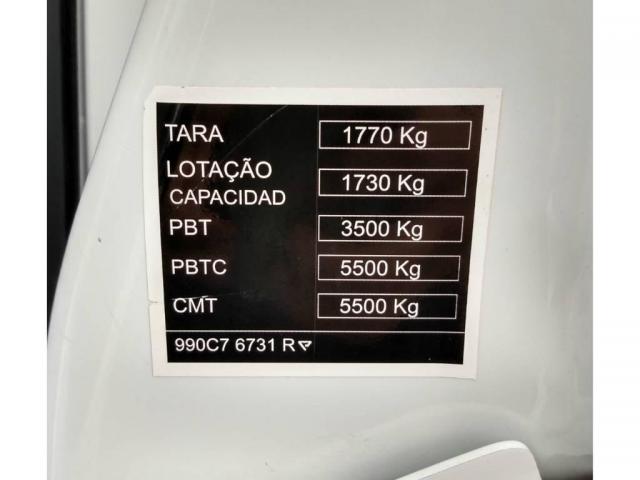 TARA 1770 Kg
LOTAÇÃO
CAPACIDAD 1730 Kg
PBT 3500 Kg
PBTC 5500 Kg
CMT 5500 Kg
990C7 6731 R